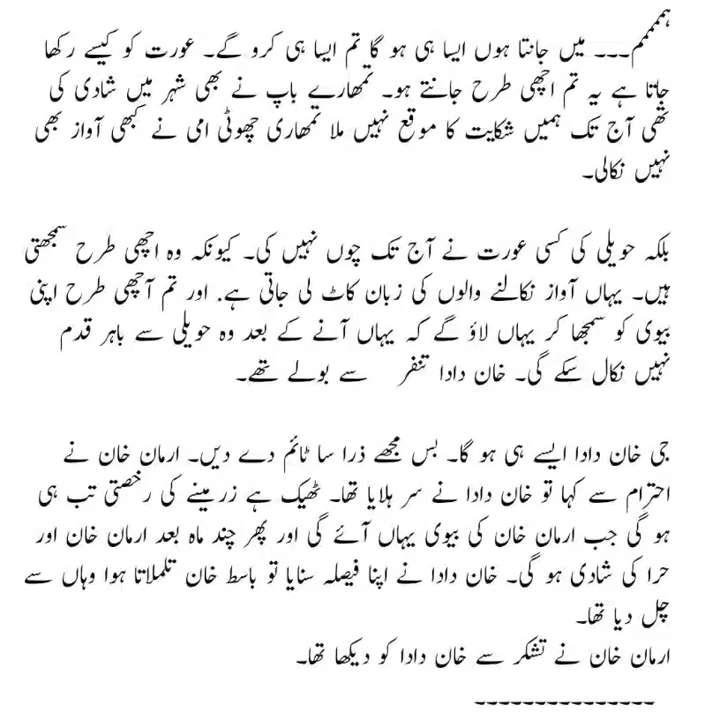 ہمممم۔۔۔ میں جانتا ہوں ایسا ہی ہو گا تم ایسا ہی کرو گے۔ عورت کو کیسے رکھا
جاتا ہے یہ تم اچھی طرح جانتے ہو۔ تمھارے باپ نے بھی شہر میں شادی کی
تھی آج تک ہمیں شکایت کا موقع نہیں ملا تمھاری چھوٹی امی نے کبھی آواز بھی
نہیں نکالی۔
بلکہ حویلی کی کسی عورت نے آج تک چوں نہیں کی۔ کیونکہ وہ اچھی طرح سمجھتی
ہیں۔ یہاں آواز نکالنے والوں کی زبان کاٹ لی جاتی ہے. اور تم آچھی طرح اپنی
بیوی کو سمجھا کر یہاں لاؤ گے کہ یہاں آنے کے بعد وہ حویلی سے باہر قدم
نہیں نکال سکے گی۔ خان دادا تنفر سے بولے تھے۔
جی خان دادا ایسے ہی ہو گا۔ بس مجھے ذرا سا ٹائم دے دیں۔ ارمان خان نے
احترام سے کہا تو خان دادا نے سر ہلایا تھا۔ ٹھیک ہے زرمینے کی رخصتی تب ہی
ہو گی جب ارمان خان کی بیوی یہاں آئے گی اور پھر چند ماہ بعد ارمان خان اور
حرا کی شادی ہو گی۔ خان دادا نے اپنا فیصلہ سنایا تو باسط خان تلملاتا ہوا وہاں سے
چل دیا تھا۔
ارمان خان نے تشکر سے خان دادا کو دیکھا تھا۔
۔۔۔۔۔۔۔۔۔۔۔۔۔۔۔